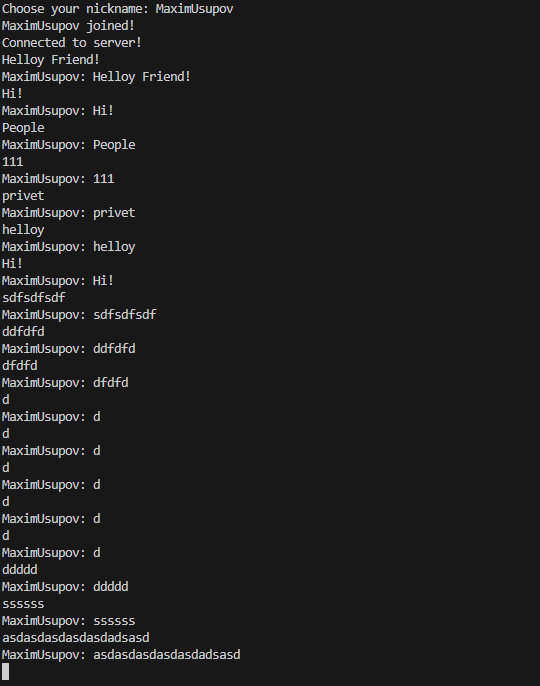 Choose your nickname: MaximUsupov
MaximUsupov joined!
Connected to server!
Helloy Friend!
MaximUsupov: Helloy Friend!
Hi!
MaximUsupov: Hi!
People
MaximUsupov: People
111
MaximUsupov: 111
privet
MaximUsupov: privet
helloy
MaximUsupov: helloy
Hi!
MaximUsupov: Hi!
sdfsdfsdf
MaximUsupov: sdfsdfsdf
ddfdfd
MaximUsupov: ddfdfd
dfdfd
MaximUsupov: dfdfd
d
MaximUsupov: d
d
MaximUsupov: d
d
MaximUsupov: d
d
MaximUsupov: d
d
MaximUsupov: d
ddddd
MaximUsupov: ddddd
ssssss
MaximUsupov: ssssss
asdasdasdasdasdadsasd
MaximUsupov: asdasdasdasdasdadsasd